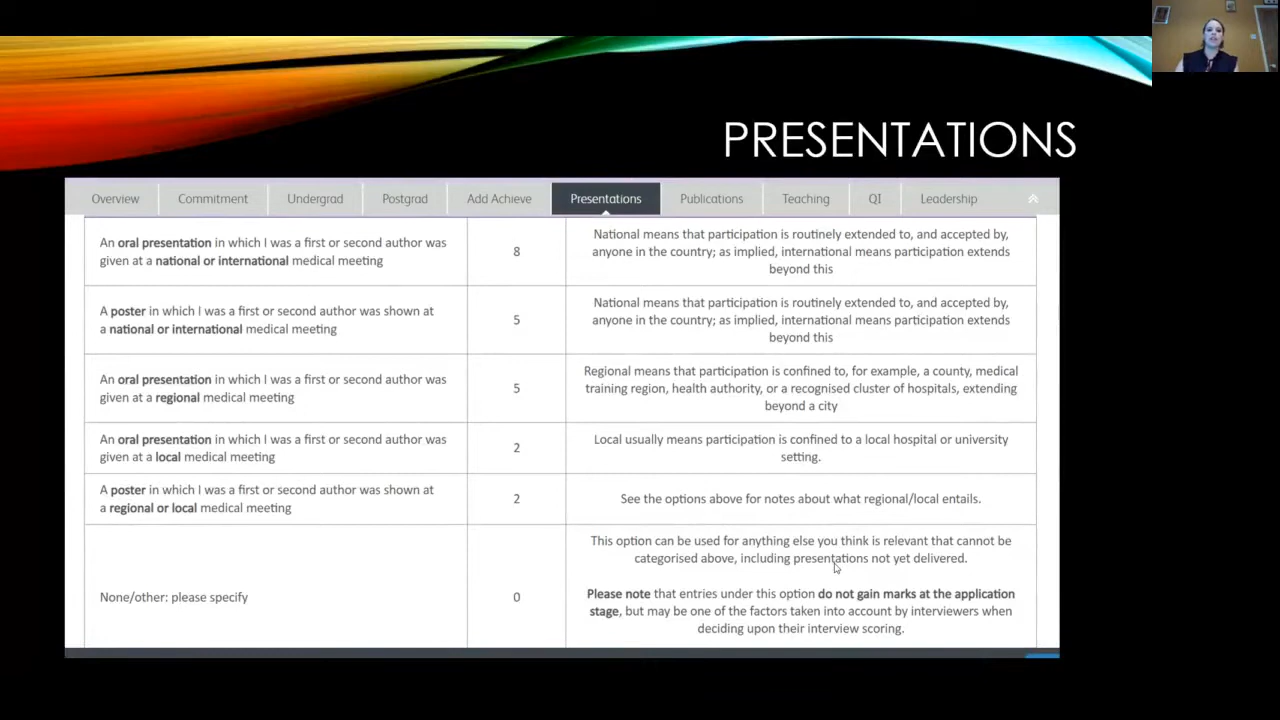 PRESENTATIONS
Overview Commitment Undergrad Postgrad Add Achieve Presentations Publications Teaching QI Leadership
An oral presentation in which I was a first or second author was
given at a national or international medical meeting
8
National means that participation is routinely extended to, and accepted by,
anyone in the country; as implied, international means participation extends
beyond this
A poster in which I was a first or second author was shown at
a national or international medical meeting
5
National means that participation is routinely extended to, and accepted by,
anyone in the country; as implied, international means participation extends
beyond this
An oral presentation in which I was a first or second author was
given at a regional medical meeting
5
Regional means that participation is confined to, for example, a county, medical
training region, health authority, or a recognised cluster of hospitals, extending
beyond a city
An oral presentation in which I was a first or second author was
given at a local medical meeting
2
Local usually means participation is confined to a local hospital or university
setting.
A poster in which I was a first or second author was shown at
a regional or local medical meeting
2
See the options above for notes about what regional/local entails.
None/other: please specify
0
This option can be used for anything else you think is relevant that cannot be
categorised above, including presentations not yet delivered.
Please note that entries under this option do not gain marks at the application
stage, but may be one of the factors taken into account by interviewers when
deciding upon their interview scoring.